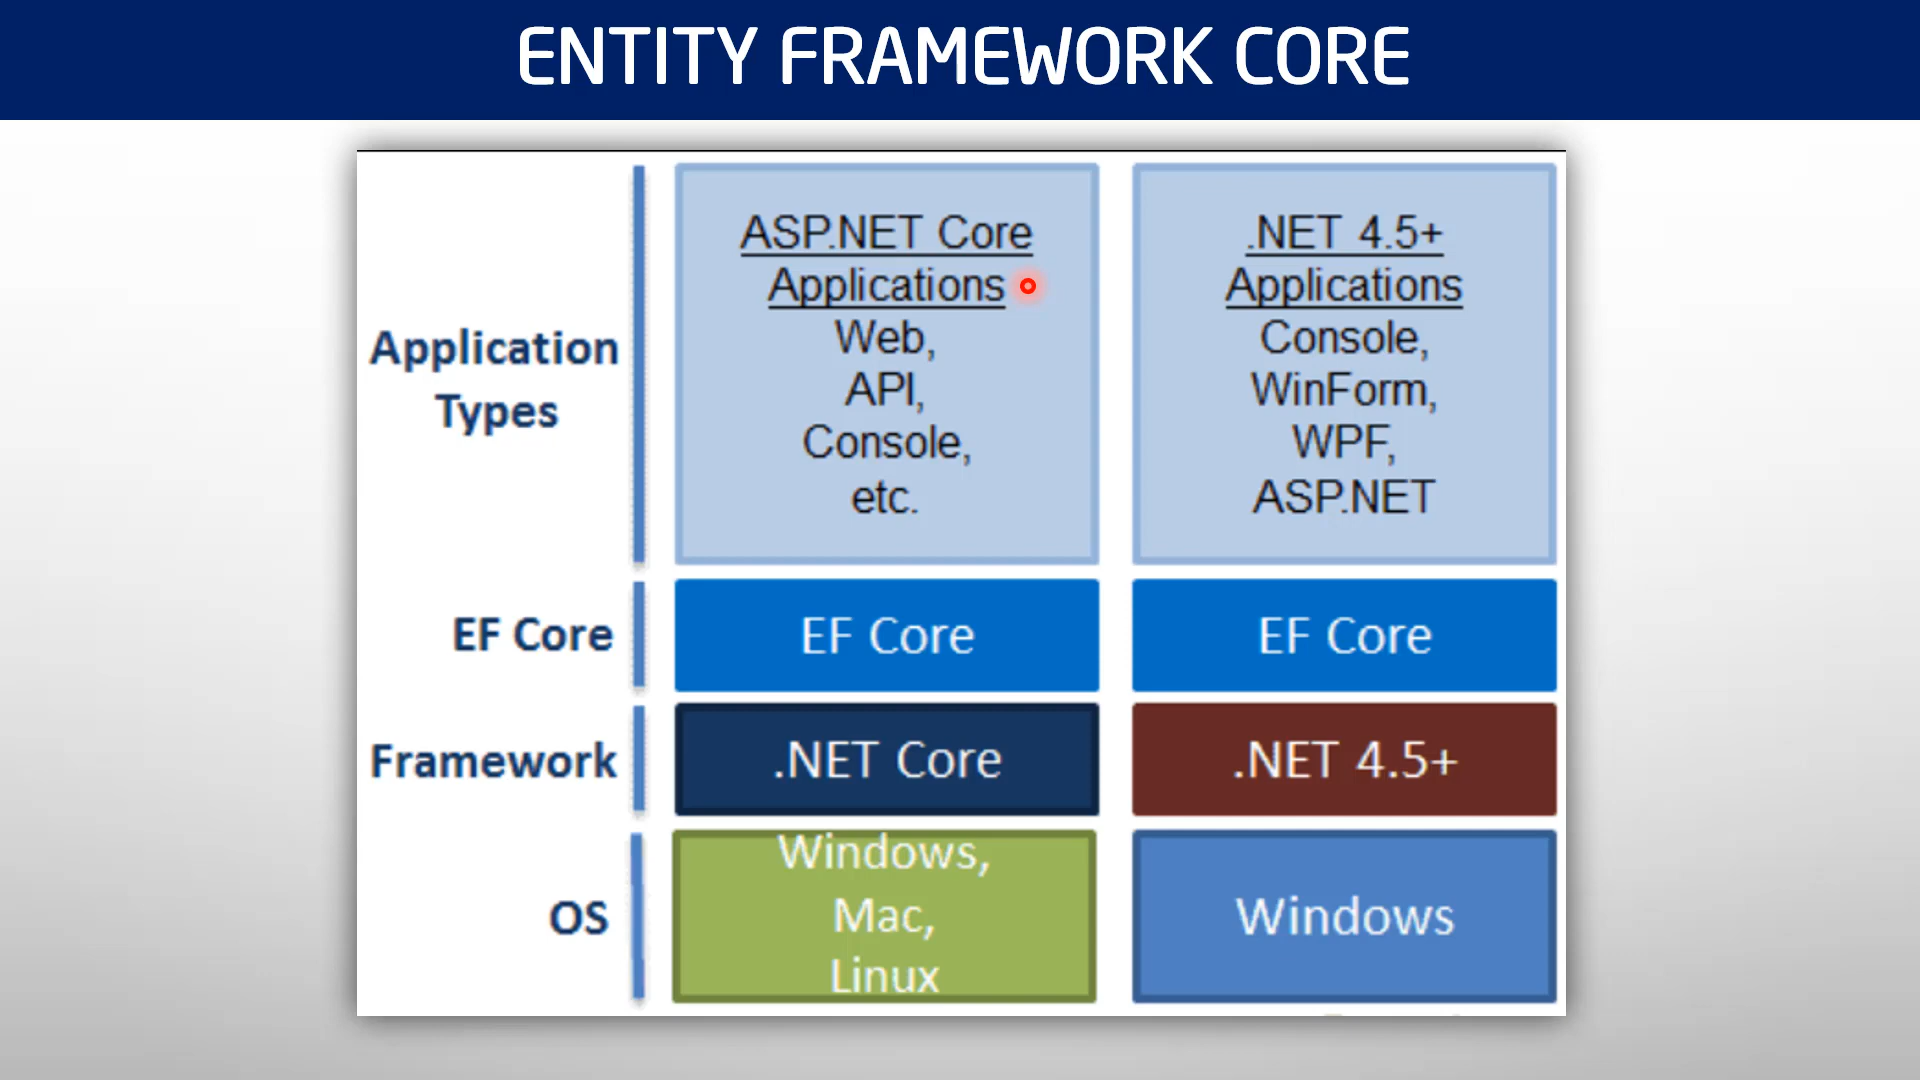 ENTITY FRAMEWORK CORE
Application
Types
ASP.NET Core
Applications
Web,
API,
Console,
etc.
.NET 4.5+
Applications
Console,
WinForm,
WPF,
ASP.NET
EF Core
EF Core
EF Core
Framework
.NET Core
.NET 4.5+
OS
Windows,
Mac,
Linux
Windows